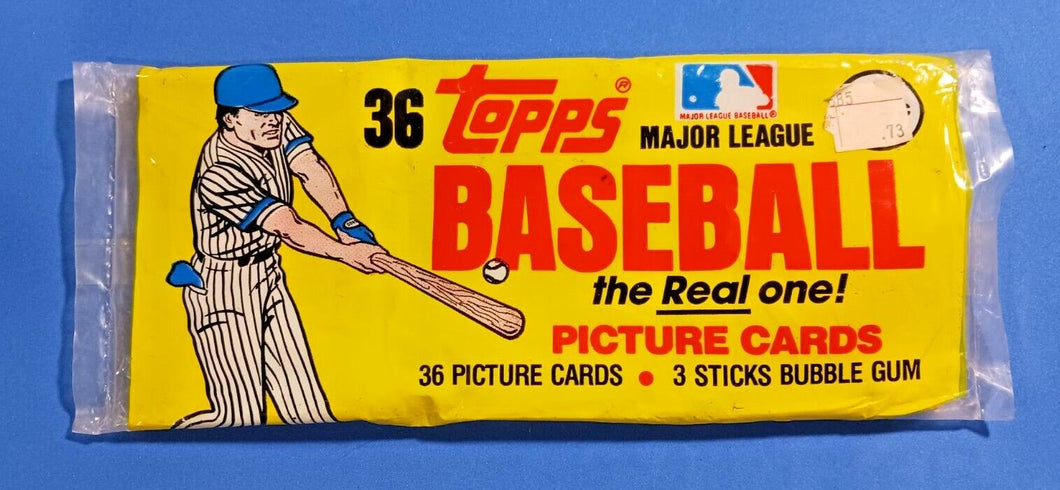 36 Topps®
MAJOR LEAGUE BASEBALL®
MAJOR LEAGUE
.73
BASEBALL
the Real one!
PICTURE CARDS
36 PICTURE CARDS • 3 STICKS BUBBLE GUM